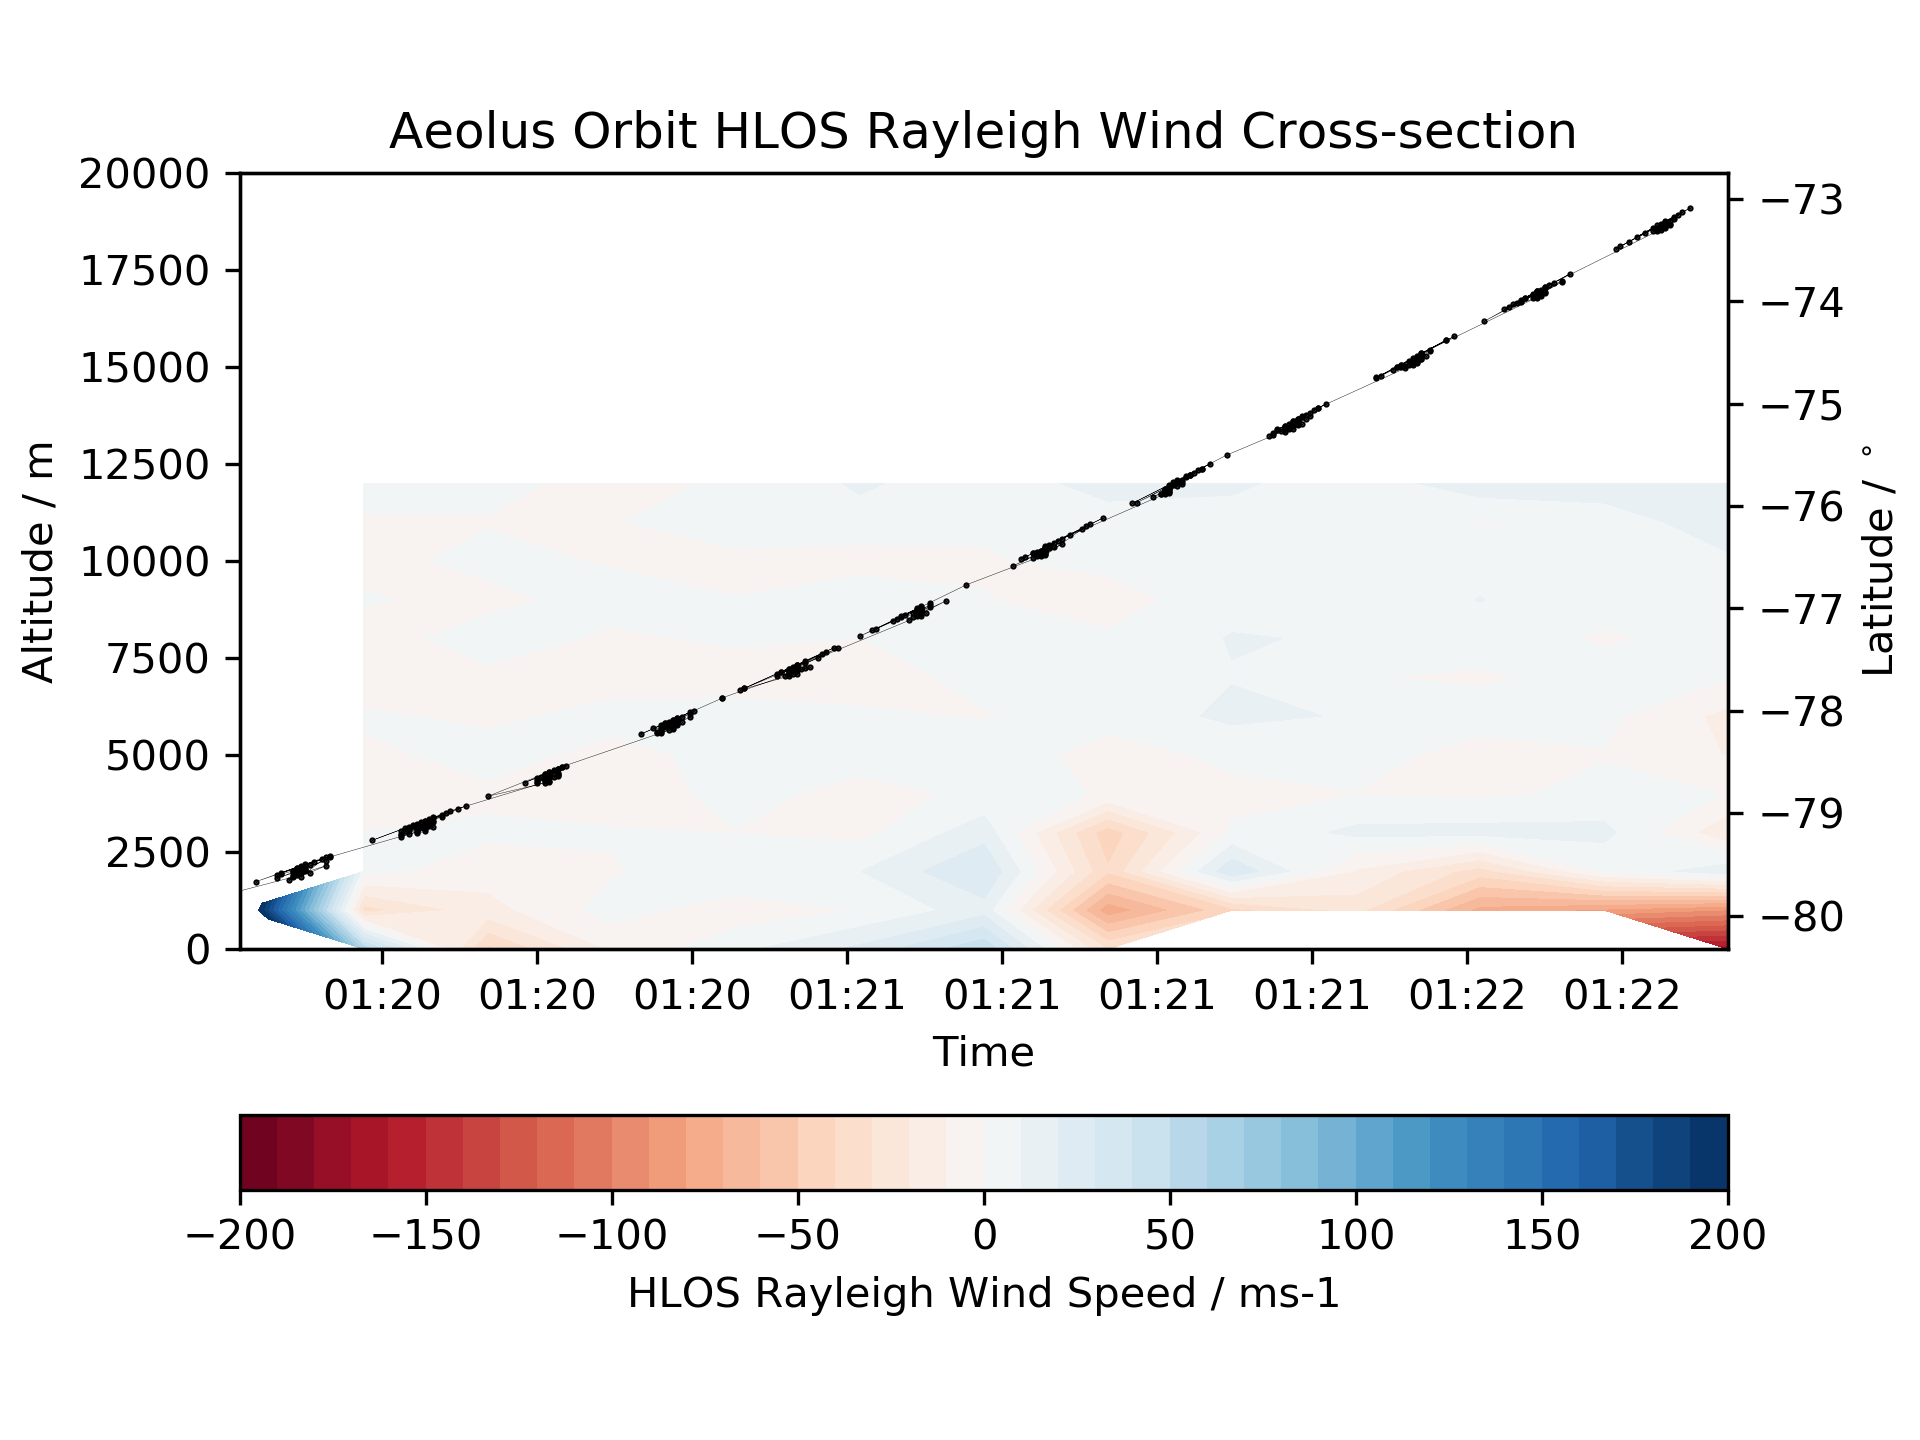 Aeolus Orbit HLOS Rayleigh Wind Cross-section
20000
17500
15000
12500
10000
7500
5000
2500
0
Altitude / m
−73
−74
−75
−76
−77
−78
−79
−80
Latitude / °
01:20 01:20 01:20 01:21 01:21 01:21 01:21 01:22 01:22
Time
−200 −150 −100 −50 0 50 100 150 200
HLOS Rayleigh Wind Speed / ms-1